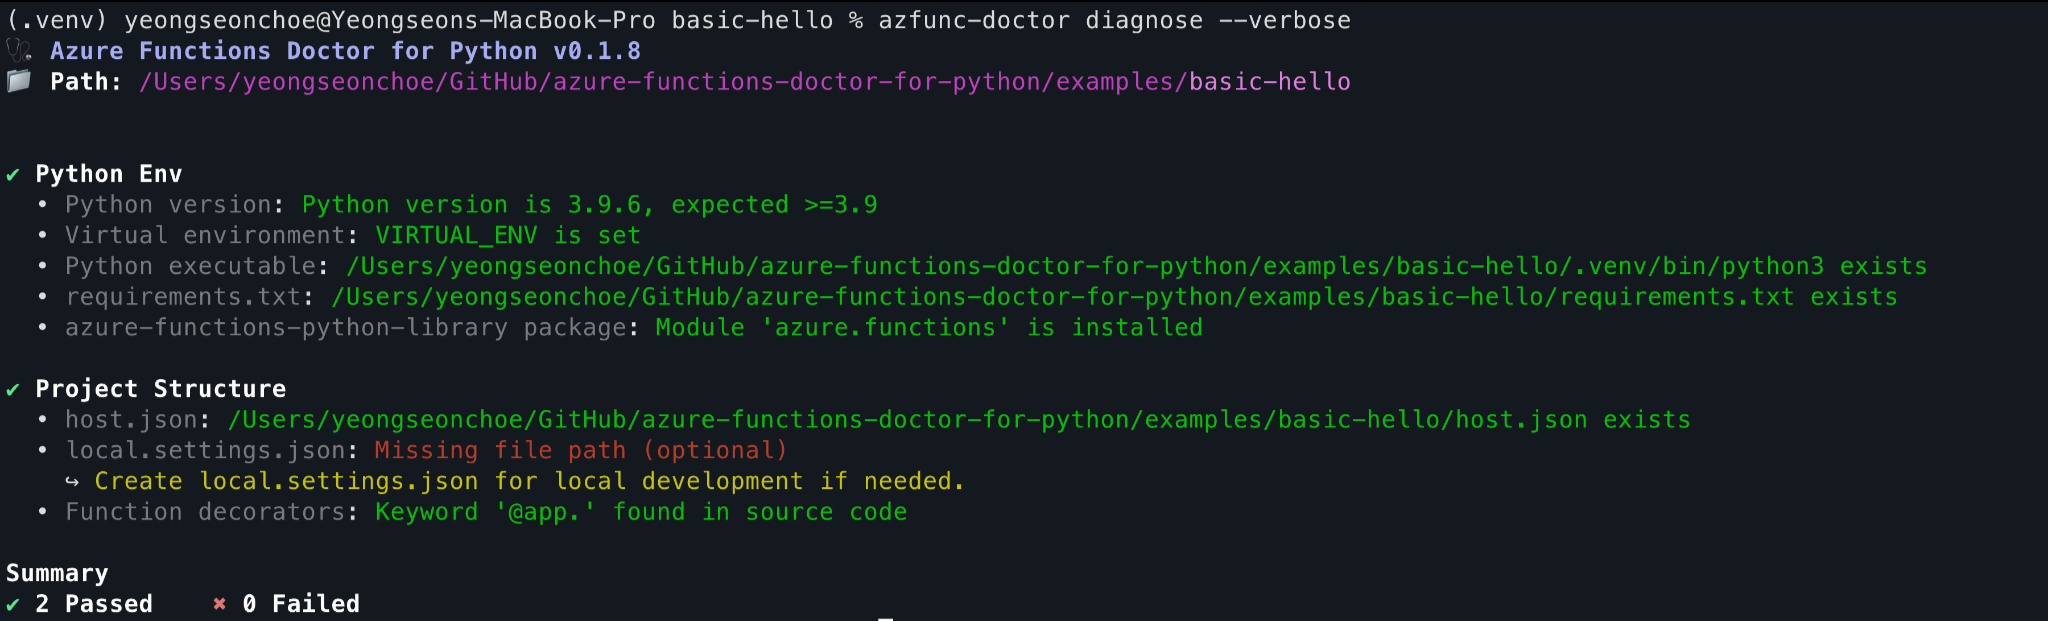 (.venv) yeongseonchoe@Yeongseons-MacBook-Pro basic-hello % azfunc-doctor diagnose --verbose
🩺 Azure Functions Doctor for Python v0.1.8
📁 Path: /Users/yeongseonchoe/GitHub/azure-functions-doctor-for-python/examples/basic-hello
✔ Python Env
• Python version: Python version is 3.9.6, expected >=3.9
• Virtual environment: VIRTUAL_ENV is set
• Python executable: /Users/yeongseonchoe/GitHub/azure-functions-doctor-for-python/examples/basic-hello/.venv/bin/python3 exists
• requirements.txt: /Users/yeongseonchoe/GitHub/azure-functions-doctor-for-python/examples/basic-hello/requirements.txt exists
• azure-functions-python-library package: Module 'azure.functions' is installed
✔ Project Structure
• host.json: /Users/yeongseonchoe/GitHub/azure-functions-doctor-for-python/examples/basic-hello/host.json exists
• local.settings.json: Missing file path (optional)
↪ Create local.settings.json for local development if needed.
• Function decorators: Keyword '@app.' found in source code
Summary
✔ 2 Passed    ✖ 0 Failed